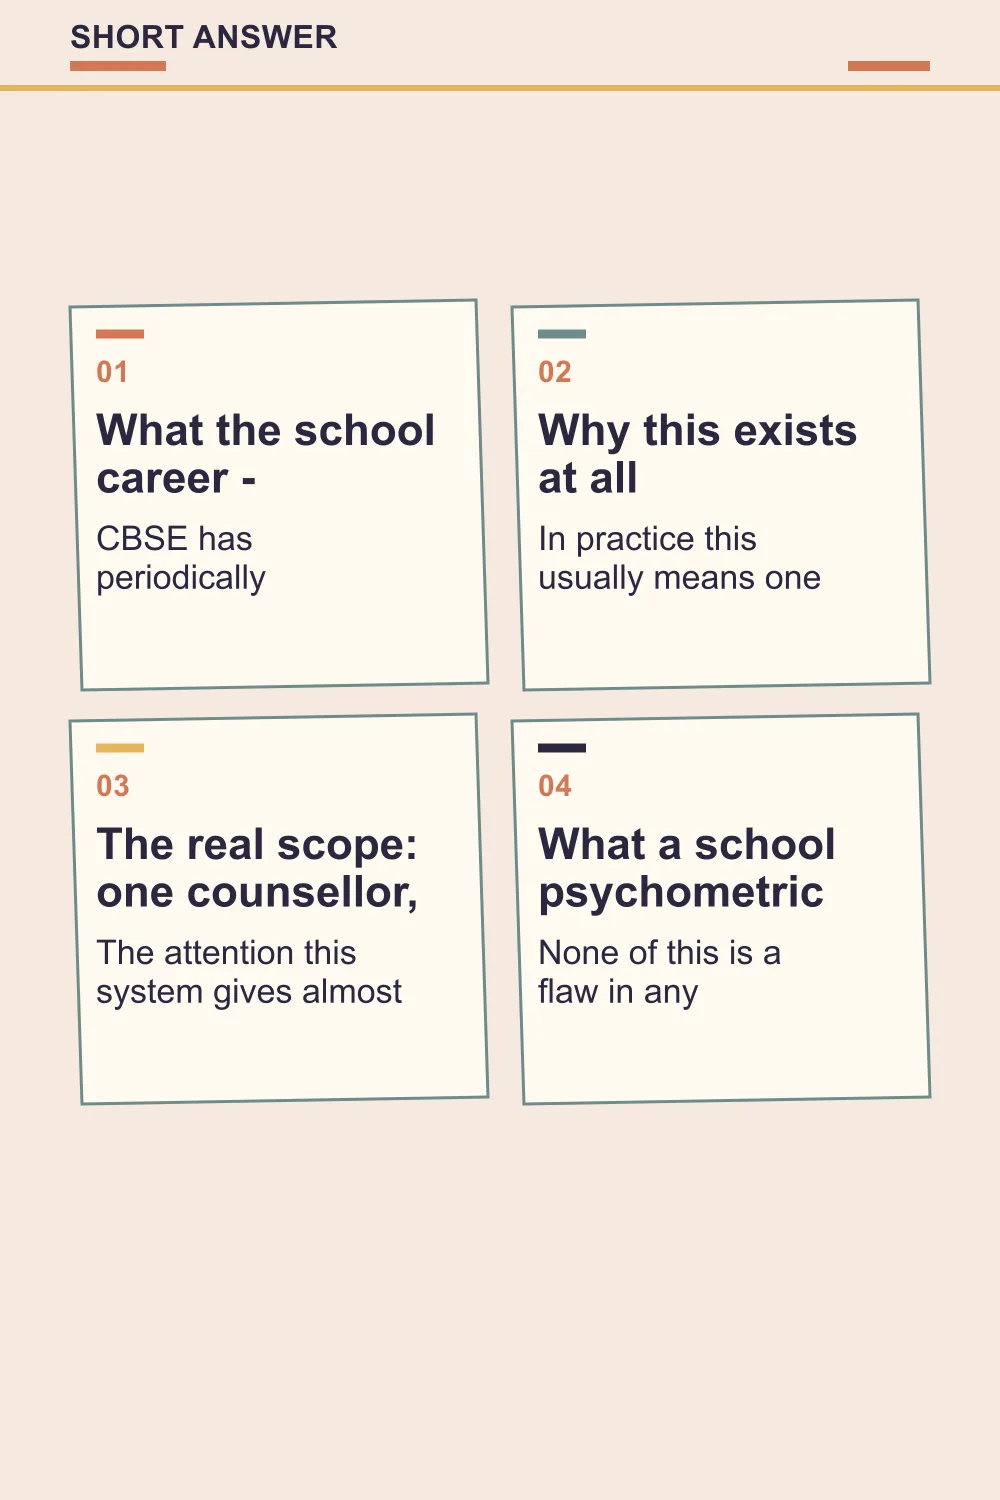 SHORT ANSWER
01
What the school
career -
CBSE has
periodically
02
Why this exists
at all
In practice this
usually means one
03
The real scope:
one counsellor,
The attention this
system gives almost
04
What a school
psychometric
None of this is a
flaw in any